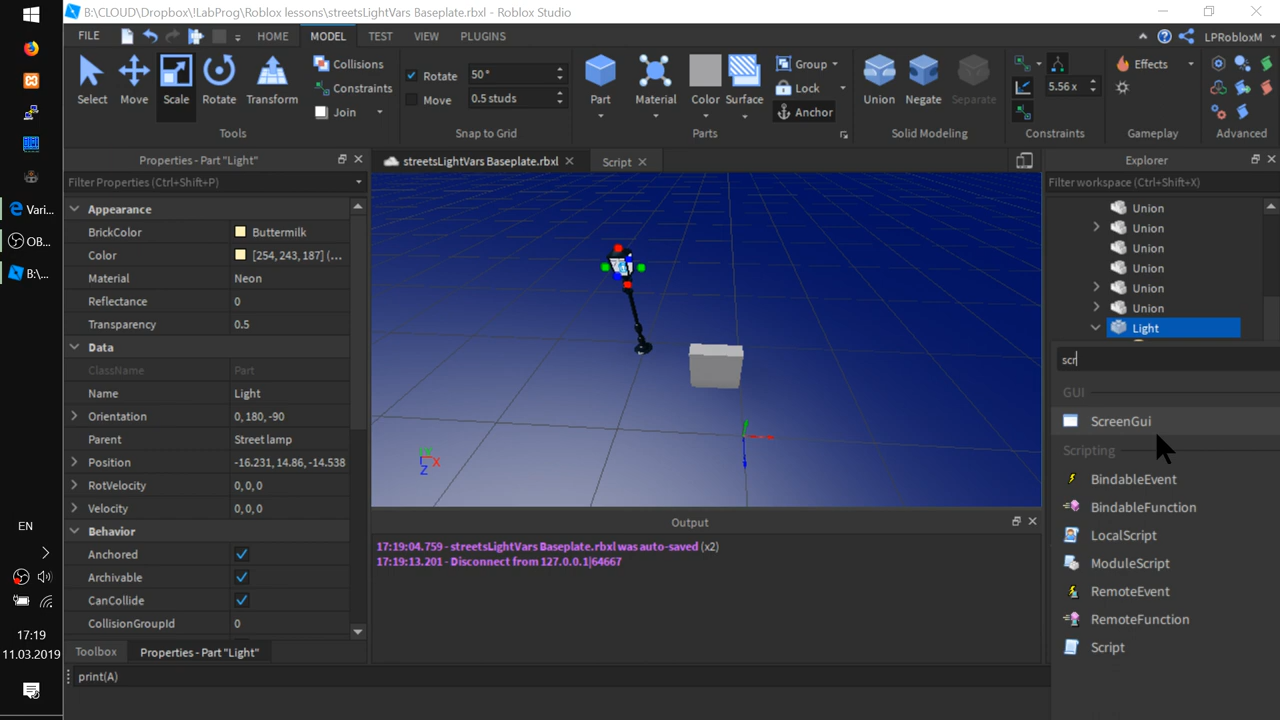 B:\CLOUD\Dropbox\!LabProg\Roblox lessons\streetsLightVars Baseplate.rbxl - Roblox Studio
FILE HOME MODEL TEST VIEW PLUGINS LPRobloxM
Select Move Scale Rotate Transform
Collisions
Constraints
Join
Tools
Rotate 50°
Move 0.5 studs
Snap to Grid
Part Material Color Surface
Group
Lock
Anchor
Parts
Union Negate Separate
Solid Modeling
5.56x
Constraints
Effects
Gameplay
Advanced
Properties - Part "Light"
Filter Properties (Ctrl+Shift+P)
Appearance
BrickColor Buttermilk
Color [254, 243, 187] (...
Material Neon
Reflectance 0
Transparency 0.5
Data
ClassName Part
Name Light
Orientation 0, 180, -90
Parent Street lamp
Position -16.231, 14.86, -14.538
RotVelocity 0, 0, 0
Velocity 0, 0, 0
Behavior
Anchored
Archivable
CanCollide
CollisionGroupId 0
Toolbox Properties - Part "Light"
print(A)
streetsLightVars Baseplate.rbxl Script
X
Z
Output
17:19:04.759 - streetsLightVars Baseplate.rbxl was auto-saved (x2)
17:19:13.201 - Disconnect from 127.0.0.1|64667
Explorer
Filter workspace (Ctrl+Shift+X)
Union
Union
Union
Union
Union
Union
Light
scr
GUI
ScreenGui
Scripting
BindableEvent
BindableFunction
LocalScript
ModuleScript
RemoteEvent
RemoteFunction
Script
Vari...
OB...
B:\...
EN
17:19
11.03.2019